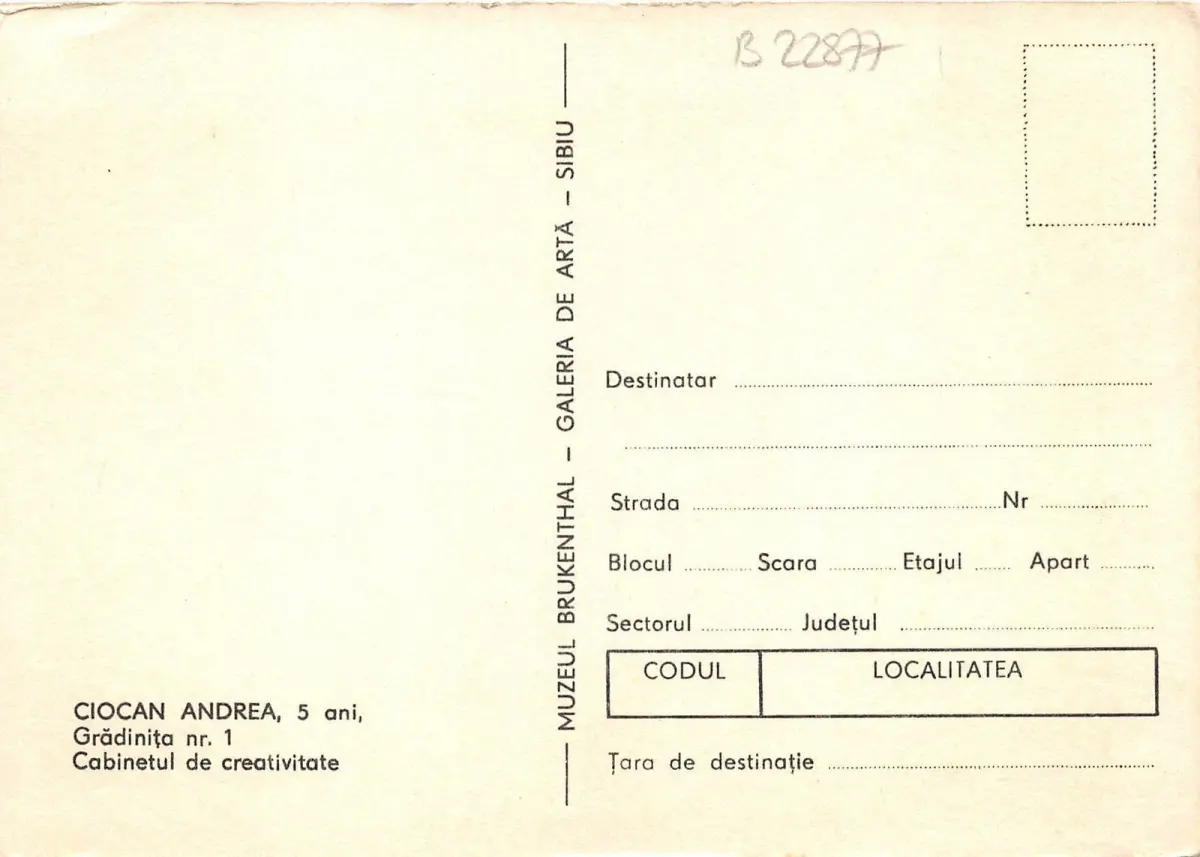 B 22877
MUZEUL BRUKENTHAL – GALERIA DE ARTĂ – SIBIU
Destinatar
Strada Nr
Blocul Scara Etajul Apart
Sectorul Județul
CODUL LOCALITATEA
Țara de destinație
CIOCAN ANDREA, 5 ani,
Grădinița nr. 1
Cabinetul de creativitate